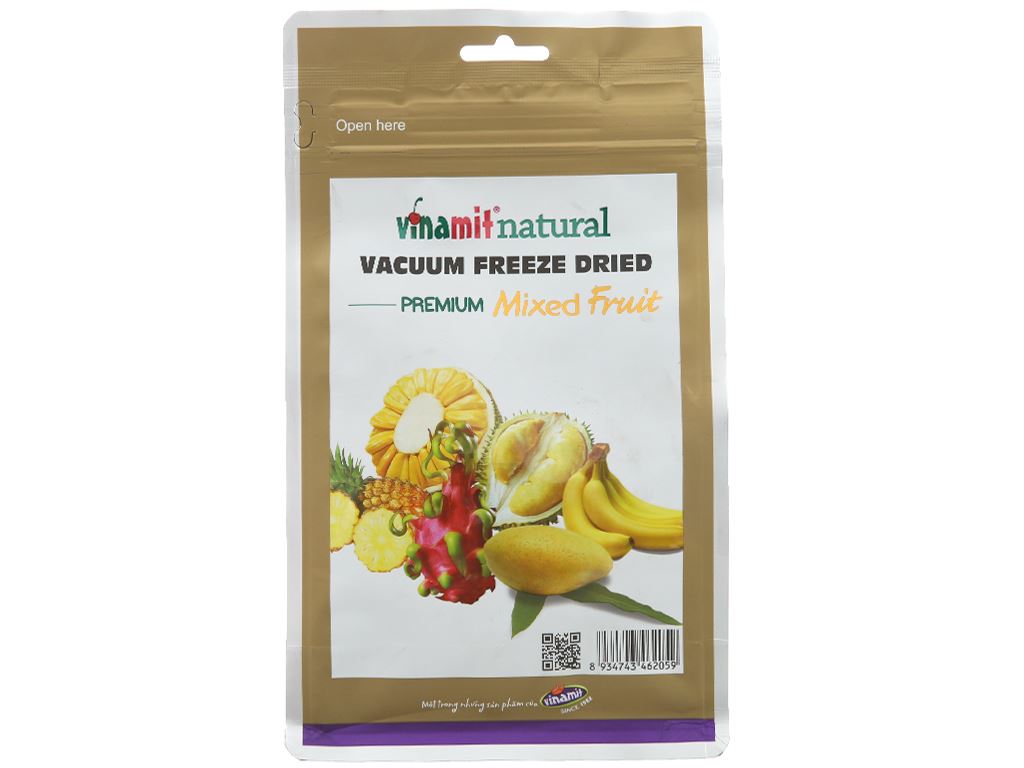 Open here
vinamit® natural
VACUUM FREEZE DRIED
PREMIUM Mixed Fruit
8 934743 462059
Một trong những sản phẩm của vinamit
SINCE 1988